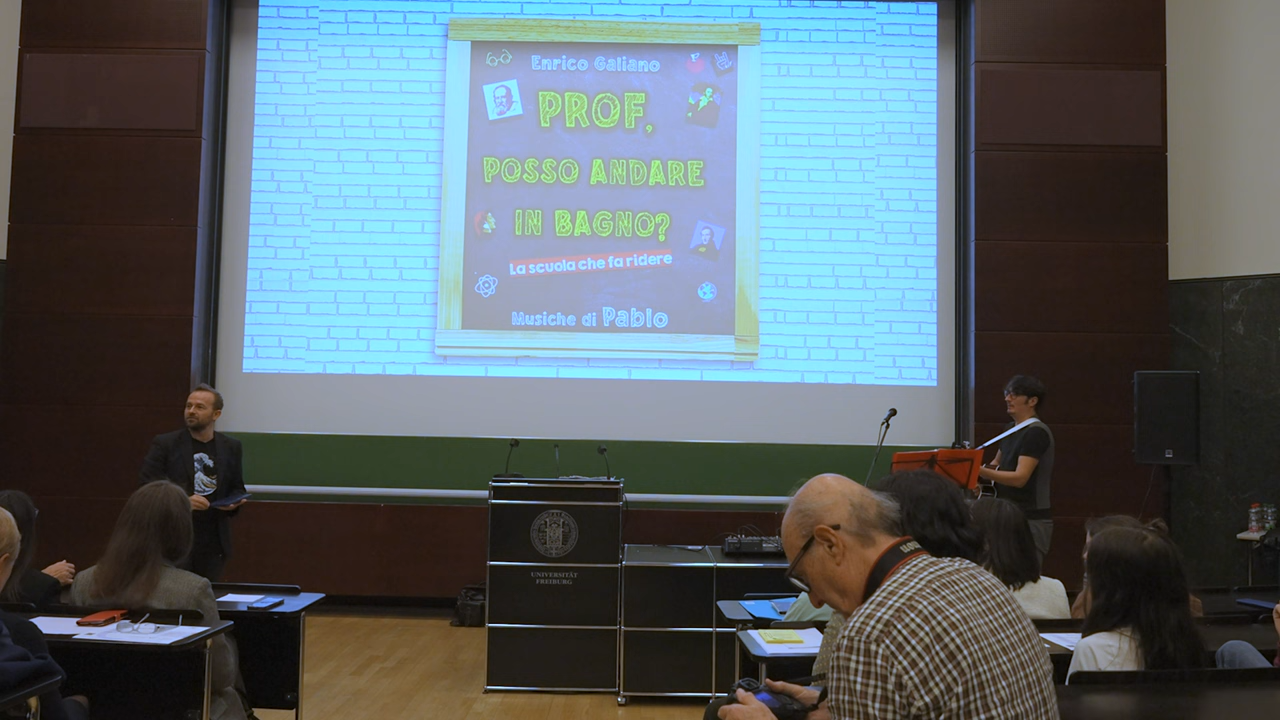 Enrico Galiano
PROF,
POSSO ANDARE
IN BAGNO?
La scuola che fa ridere
Musiche di Pablo
UNIVERSITÄT
FREIBURG